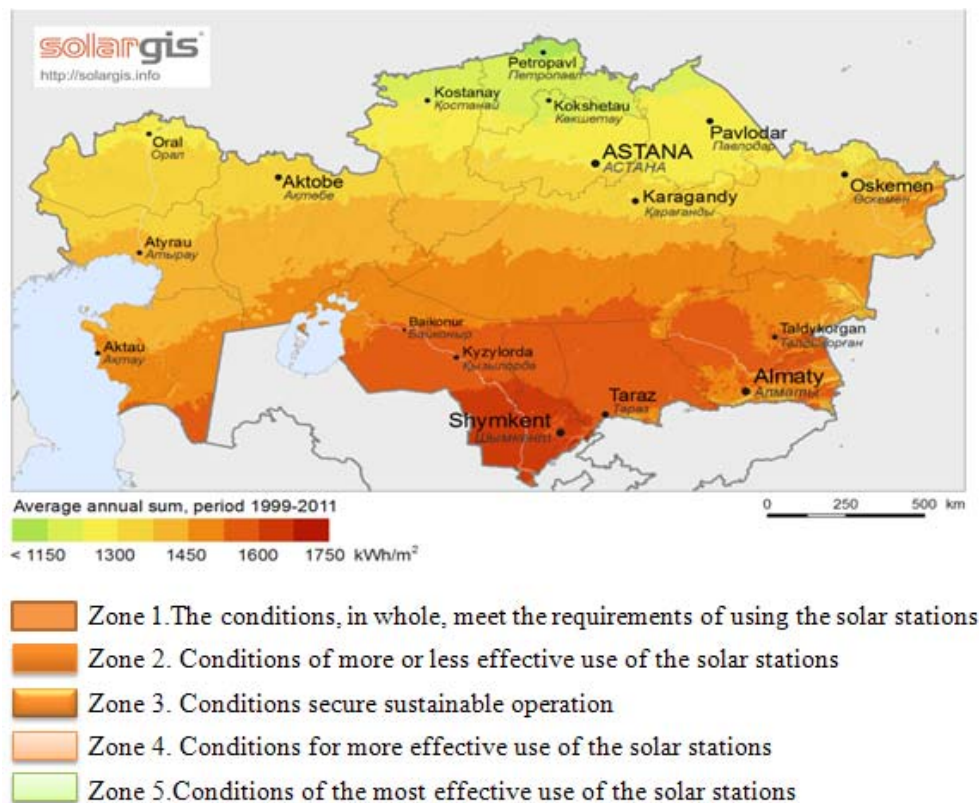 solargis
http://solargis.info
Petropavl
Петропавл
Kostanay
Қостанай
Kokshetau
Көкшетау
Pavlodar
Павлодар
Oral
Орал
ASTANA
АСТАНА
Aktobe
Ақтөбе
Oskemen
Өскемен
Karagandy
Қарағанды
Atyrau
Атырау
Baikonur
Байконыр
Taldykorgan
Талдықорған
Aktau
Ақтау
Kyzylorda
Қызылорда
Almaty
Алматы
Taraz
Тараз
Shymkent
Шымкент
Average annual sum, period 1999-2011
0 250 500 km
< 1150 1300 1450 1600 1750 kWh/m²
Zone 1.The conditions, in whole, meet the requirements of using the solar stations
Zone 2. Conditions of more or less effective use of the solar stations
Zone 3. Conditions secure sustainable operation
Zone 4. Conditions for more effective use of the solar stations
Zone 5.Conditions of the most effective use of the solar stations